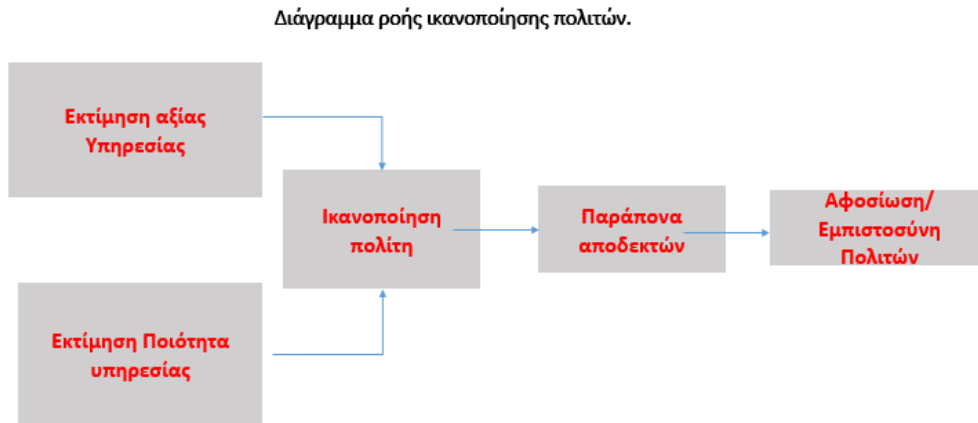 Διάγραμμα ροής ικανοποίησης πολιτών.
Εκτίμηση αξίας
Υπηρεσίας
Εκτίμηση Ποιότητα
υπηρεσίας
Ικανοποίηση
πολίτη
Παράπονα
αποδεκτών
Αφοσίωση/
Εμπιστοσύνη
Πολιτών